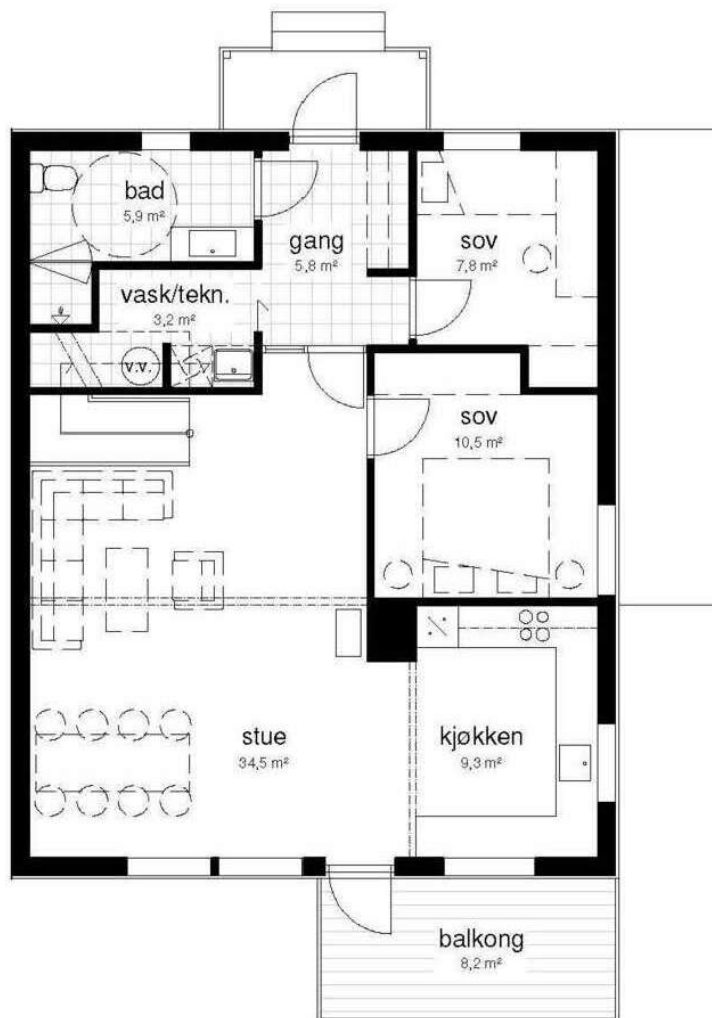 bad
5,9 m²
gang
5,8 m²
sov
7,8 m²
vask/tekn.
3,2 m²
v.v.
sov
10,5 m²
stue
34,5 m²
kjøkken
9,3 m²
balkong
8,2 m²